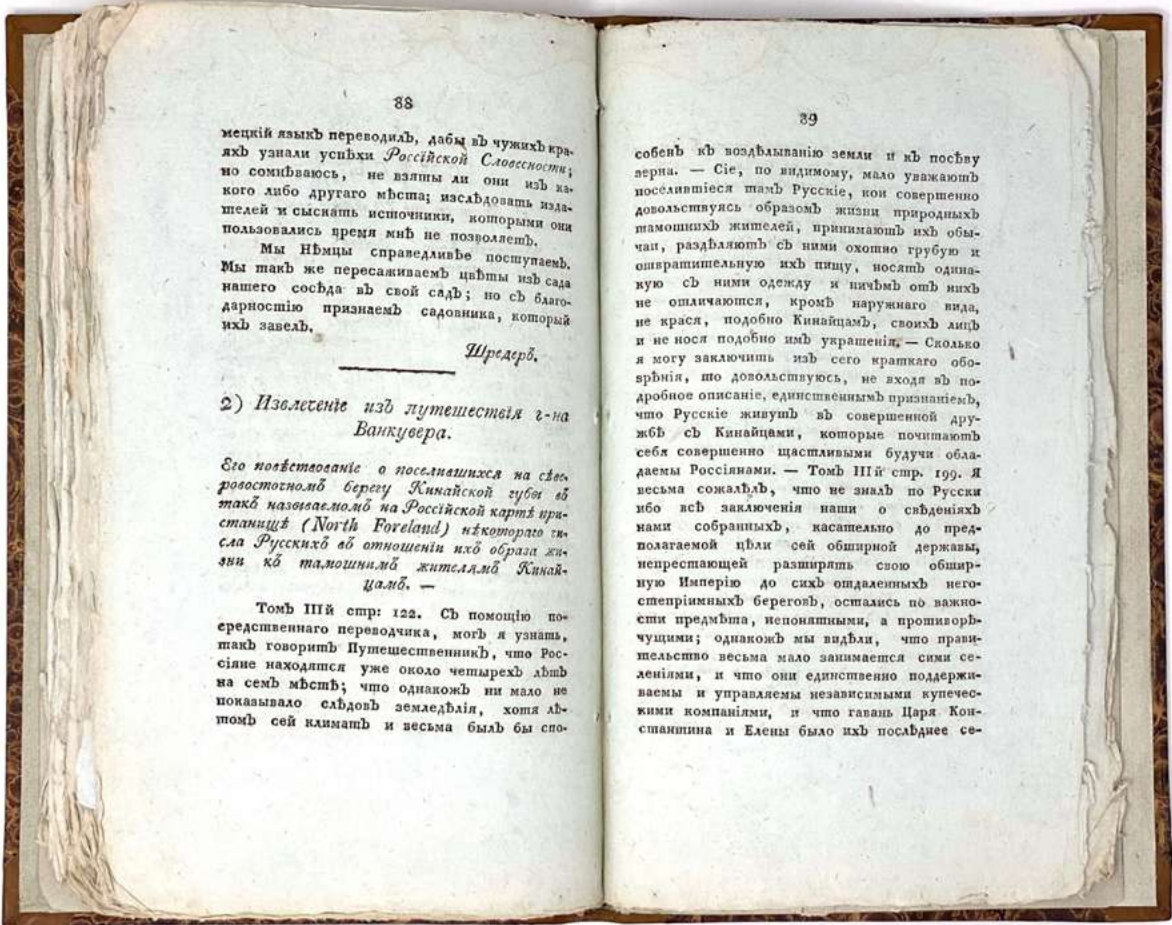 88
мецкій языкЪ переводилЪ, дабы вЪ чужихЪ кра-
яхЪ узнали успѣхи Россійской Словесности;
но сомнѣваюсь, не взяты ли они изЪ ка-
кого либо другаго мѣста; изслѣдовать изда-
телей и сыскать источники, которыми они
пользовались время мнѣ не позволяетЪ.
Мы Нѣмцы справедливѣе поступаемЪ.
Мы такЪ же пересаживаемЪ цвѣты изЪ сада
нашего сосѣда вЪ свой садЪ; но сЪ благо-
дарностію признаемЪ садовника, который
ихЪ завелЪ.
ШредерЪ.
2) Извлеченіе изЪ путешествія г-на
Ванкувера.
Его повѣствованіе о поселившихся на сѣве-
ровосточномЪ берегу Кинайской губы вЪ
такЪ называемомЪ на Россійской картѣ при-
станищѣ (North Foreland) нѣкотораго чи-
сла РусскихЪ вЪ отношеніи ихЪ образа жи-
зни кЪ тамошнимЪ жителямЪ Кинай-
цамЪ. —
ТомЪ IIIй стр: 122. СЪ помощію по-
средственнаго переводчика, могЪ я узнать,
такЪ говоритЪ ПутешественникЪ, что Рос-
сіяне находятся уже около четырехЪ лѣтЪ
на семЪ мѣстѣ; что однакожЪ ни мало не
показывало слѣдовЪ земледѣлія, хотя лѣ-
томЪ сей климатЪ и весьма былЪ бы спо-
89
собенЪ кЪ воздѣлыванію земли и кЪ посѣву
зерна. — Сіе, по видимому, мало уважаютЪ
поселившіеся тамЪ Русскіе, кои совершенно
довольствуясь образомЪ жизни природныхЪ
тамошнихЪ жителей, принимаютЪ ихЪ обы-
чаи, раздѣляютЪ сЪ ними охотно грубую и
отвратительную ихЪ пищу, носятЪ одина-
кую сЪ ними одежду и ничѣмЪ отЪ нихЪ
не отличаются, кромѣ наружнаго вида,
не крася, подобно КинайцамЪ, своихЪ лицЪ
и не нося подобно имЪ украшенія. — Сколько
я могу заключить изЪ сего краткаго обо-
зрѣнія, то довольствуюсь, не входя вЪ по-
дробное описаніе, единственнымЪ признаніемЪ,
что Русскіе живутЪ вЪ совершенной дру-
жбѣ сЪ Кинайцами, которые почитаютЪ
себя совершенно щастливыми будучи обла-
даемы Россіянами. — ТомЪ IIIй стр. 199. Я
весьма сожалѣлЪ, что не зналЪ по Русски
ибо всѣ заключенія наши о свѣденіяхЪ
нами собранныхЪ, касательно до пред-
полагаемой цѣли сей обширной державы,
непрестающей разширять свою обшир-
ную Имперію до сихЪ отдаленныхЪ него-
степріимныхЪ береговЪ, остались по важно-
сти предмѣта, непонятными, а противорѣ-
чущими; однакожЪ мы видѣли, что прави-
тельство весьма мало занимается сими се-
леніями, и что они единственно поддержи-
ваемы и управляемы независимыми купечес-
кими компаніями, и что гавань Царя Кон-
стантина и Елены было ихЪ послѣднее се-